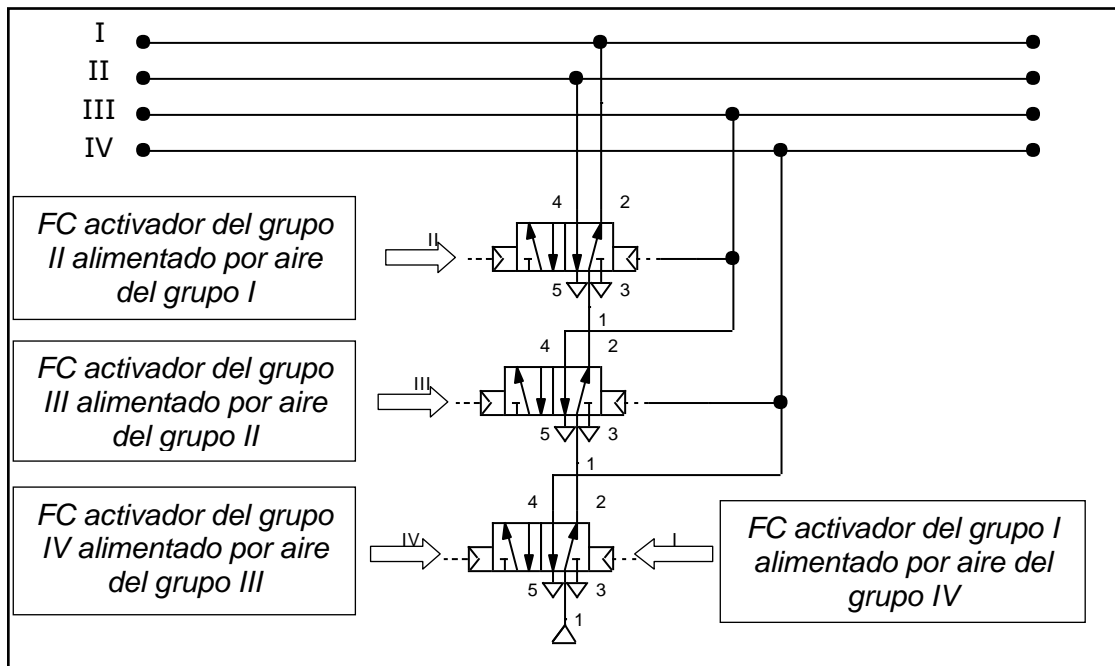 I
II
III
IV
FC activador del grupo
II alimentado por aire
del grupo I
II
4
2
5
3
1
FC activador del grupo
III alimentado por aire
del grupo II
III
4
2
5
3
1
FC activador del grupo
IV alimentado por aire
del grupo III
IV
4
2
5
3
1
I
FC activador del grupo I
alimentado por aire del
grupo IV